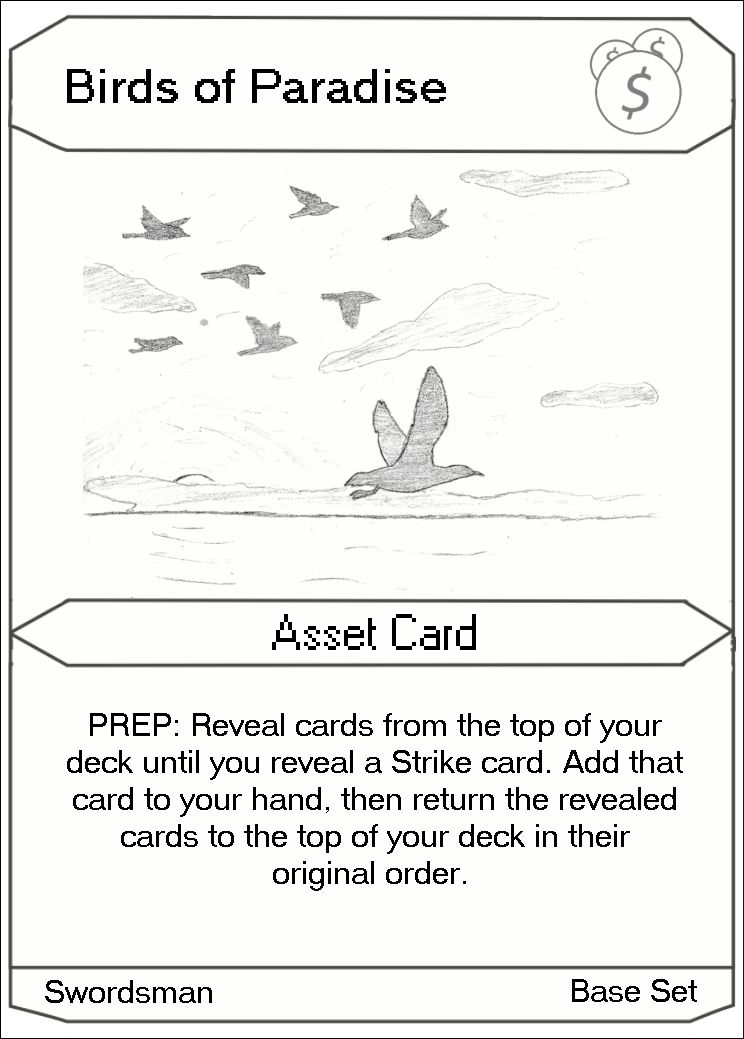 Birds of Paradise
$ $ $
Asset Card
PREP: Reveal cards from the top of your
deck until you reveal a Strike card. Add that
card to your hand, then return the revealed
cards to the top of your deck in their
original order.
Swordsman
Base Set